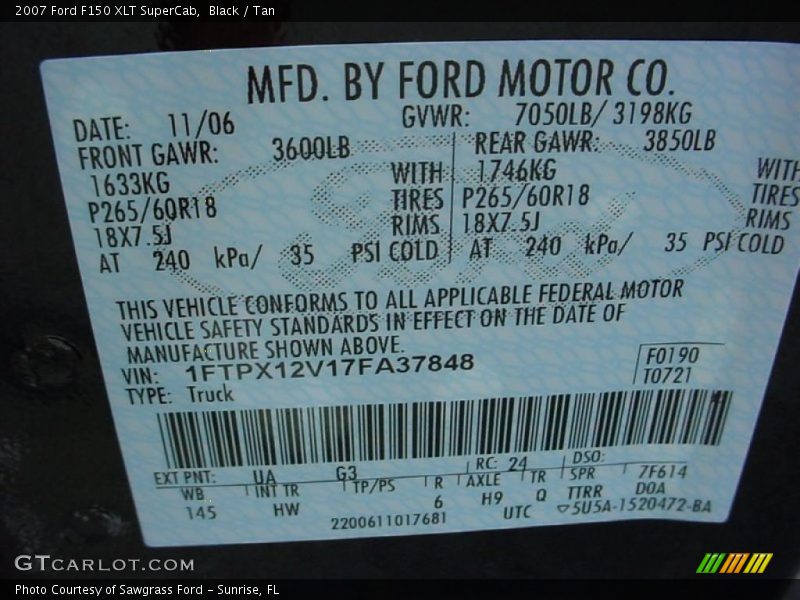 2007 Ford F150 XLT SuperCab, Black / Tan
MFD. BY FORD MOTOR CO.
DATE: 11/06 GVWR: 7050LB/ 3198KG
FRONT GAWR: 3600LB REAR GAWR: 3850LB
1633KG WITH 1746KG WITH
P265/60R18 TIRES P265/60R18 TIRES
18X7.5J RIMS 18X7.5J RIMS
AT 240 kPa/ 35 PSI COLD AT 240 kPa/ 35 PSI COLD
THIS VEHICLE CONFORMS TO ALL APPLICABLE FEDERAL MOTOR
VEHICLE SAFETY STANDARDS IN EFFECT ON THE DATE OF
MANUFACTURE SHOWN ABOVE.
VIN: 1FTPX12V17FA37848 F0190
TYPE: Truck T0721
EXT PNT: UA G3 RC: 24 DSO:
WB INT TR TP/PS R AXLE TR SPR 7F614
145 HW 6 H9 Q TTRR DOA
2200611017681 UTC ▽5U5A-1520472-BA
GTCARLOT.COM
Photo Courtesy of Sawgrass Ford - Sunrise, FL